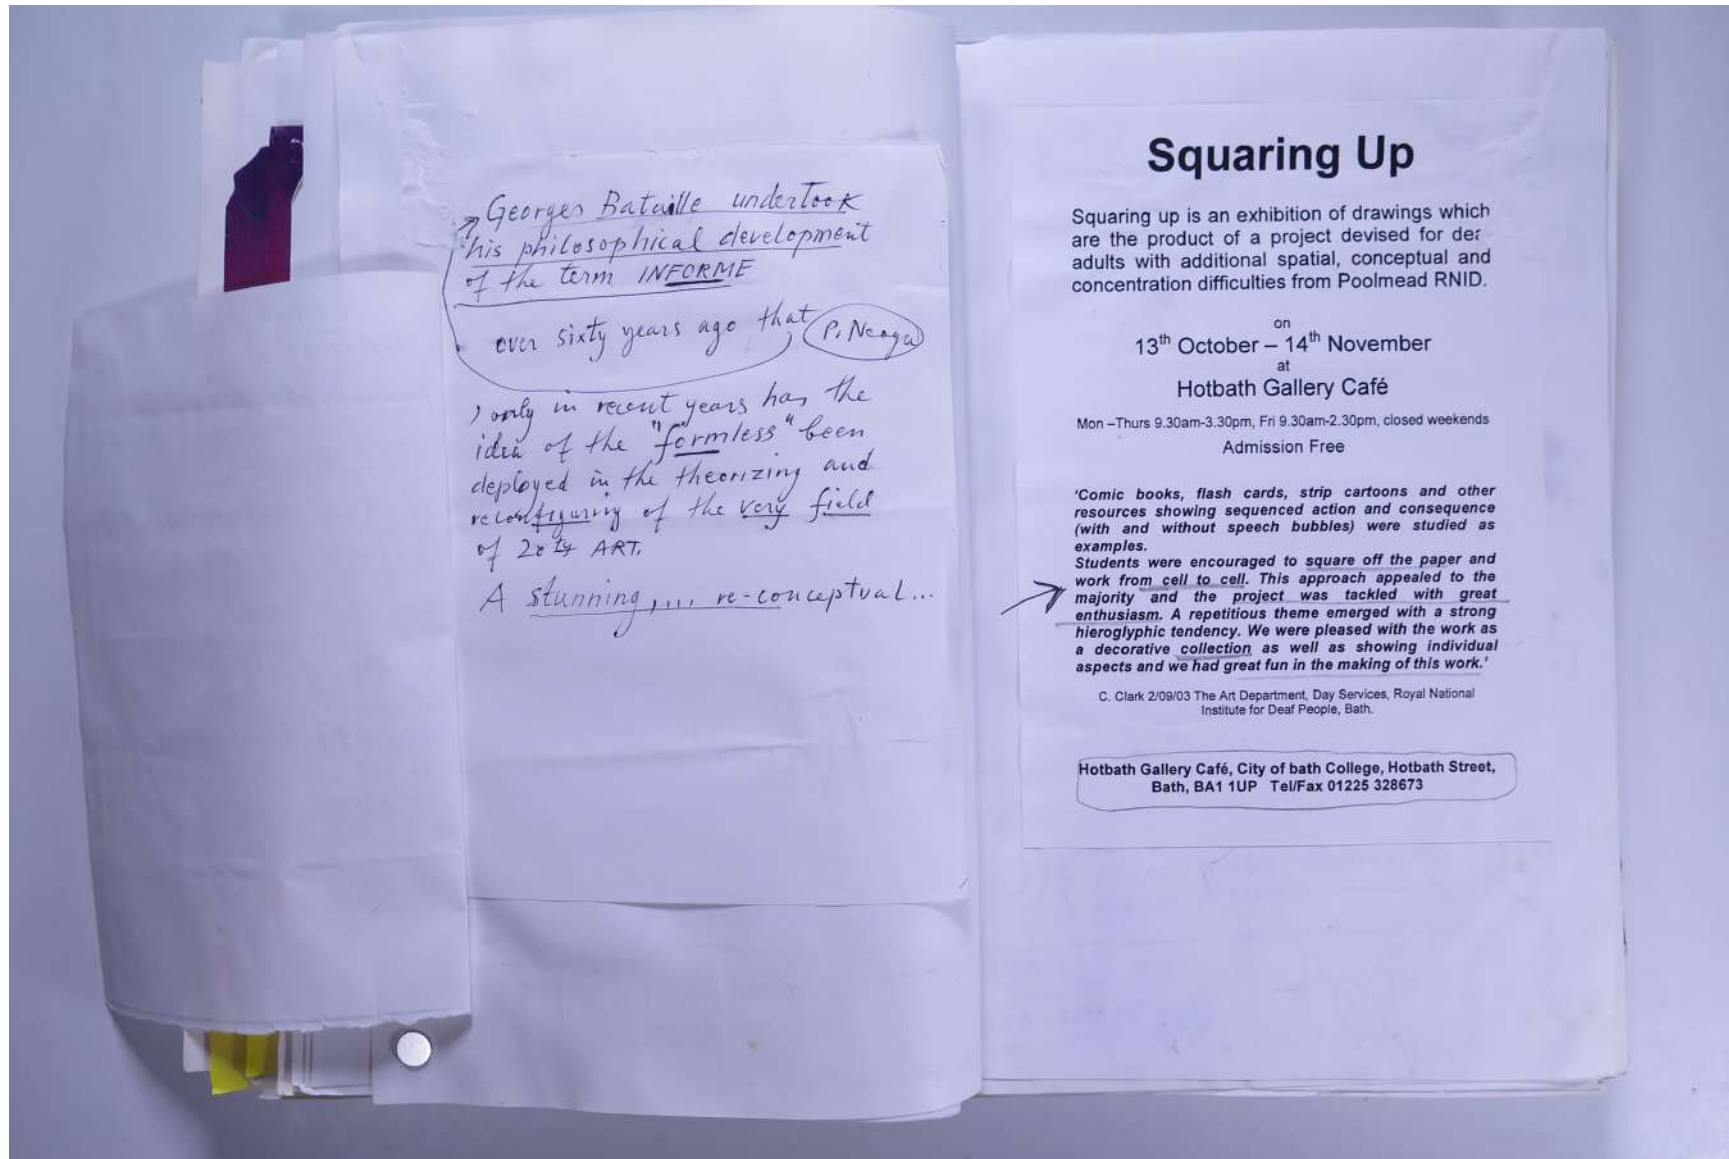 Georges Bataille undertook
his philosophical development
of the term INFORME
over sixty years ago that P. Neagu
only in recent years has the
idea of the "formless" been
deployed in the theorizing and
reconfiguring of the very field
of 20ty ART.
A stunning,... re-conceptual...
Squaring Up
Squaring up is an exhibition of drawings which
are the product of a project devised for
adults with additional spatial, conceptual and
concentration difficulties from Poolmead RNID.
on
13th October – 14th November
at
Hotbath Gallery Café
Mon –Thurs 9.30am-3.30pm, Fri 9.30am-2.30pm, closed weekends
Admission Free
'Comic books, flash cards, strip cartoons and other
resources showing sequenced action and consequence
(with and without speech bubbles) were studied as
examples.
Students were encouraged to square off the paper and
work from cell to cell. This approach appealed to the
majority and the project was tackled with great
enthusiasm. A repetitious theme emerged with a strong
hieroglyphic tendency. We were pleased with the work as
a decorative collection as well as showing individual
aspects and we had great fun in the making of this work.'
C. Clark 2/09/03 The Art Department, Day Services, Royal National
Institute for Deaf People, Bath.
Hotbath Gallery Café, City of bath College, Hotbath Street,
Bath, BA1 1UP Tel/Fax 01225 328673